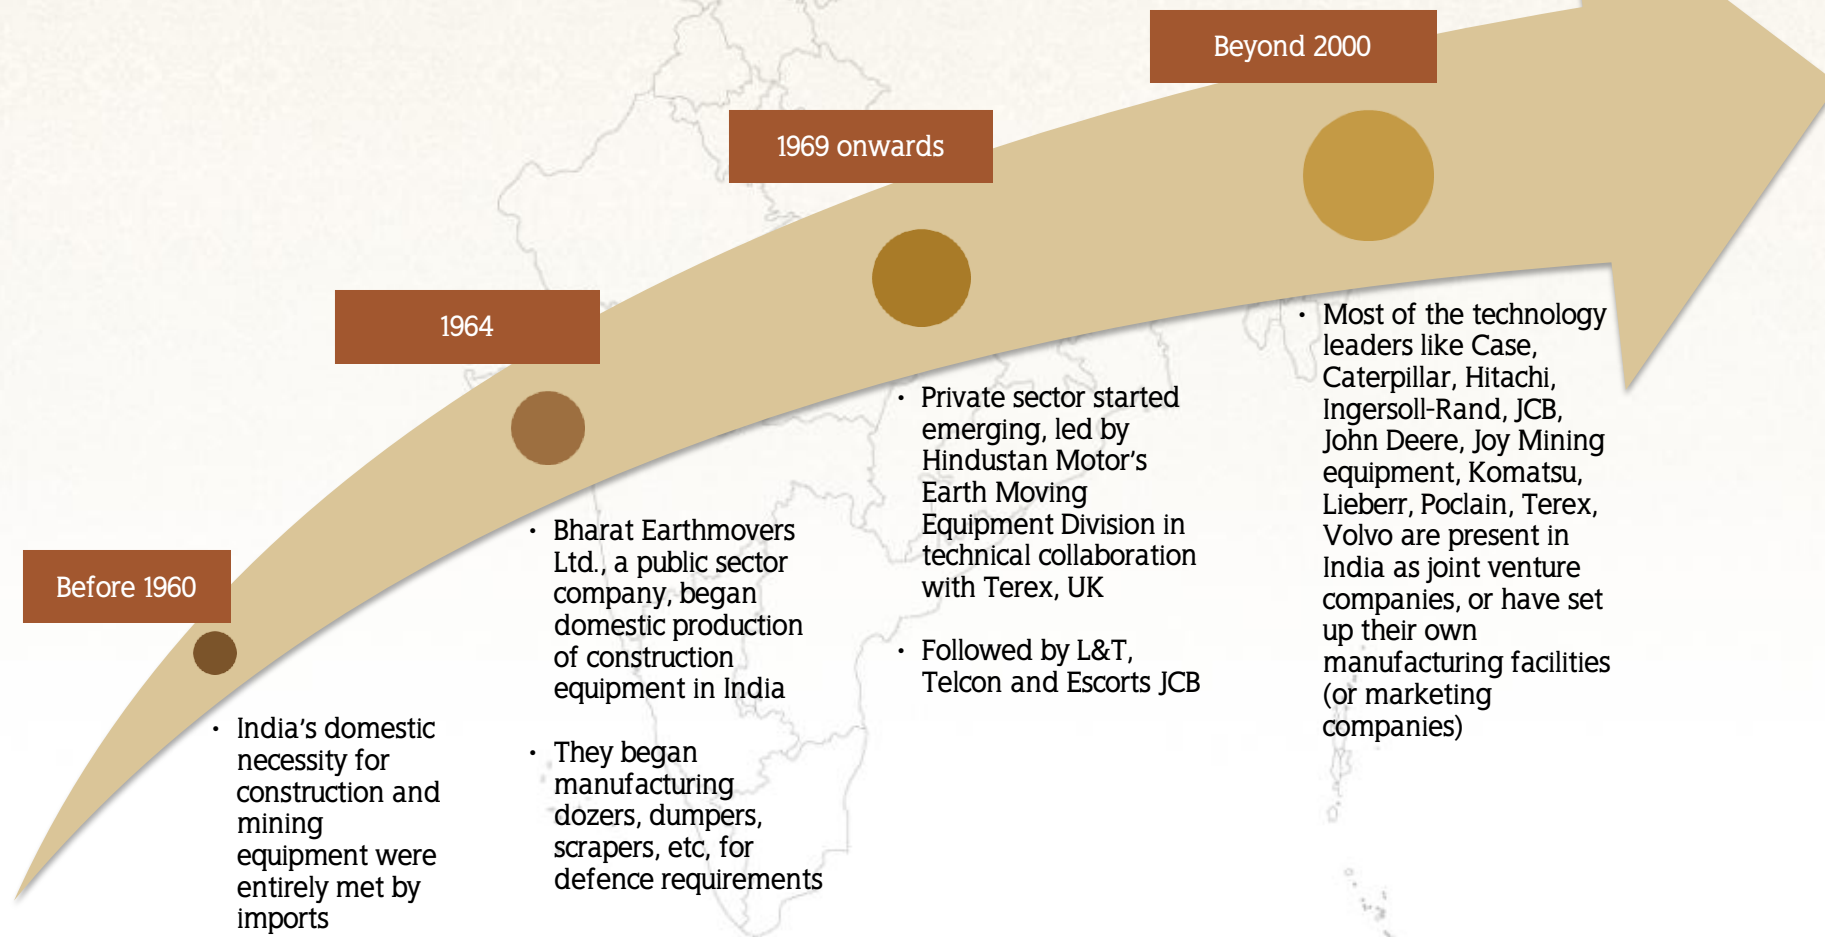 Before 1960
• India's domestic
necessity for
construction and
mining
equipment were
entirely met by
imports
1964
• Bharat Earthmovers
Ltd., a public sector
company, began
domestic production
of construction
equipment in India
• They began
manufacturing
dozers, dumpers,
scrapers, etc, for
defence requirements
1969 onwards
• Private sector started
emerging, led by
Hindustan Motor's
Earth Moving
Equipment Division in
technical collaboration
with Terex, UK
• Followed by L&T,
Telcon and Escorts JCB
Beyond 2000
• Most of the technology
leaders like Case,
Caterpillar, Hitachi,
Ingersoll-Rand, JCB,
John Deere, Joy Mining
equipment, Komatsu,
Lieberr, Poclain, Terex,
Volvo are present in
India as joint venture
companies, or have set
up their own
manufacturing facilities
(or marketing
companies)